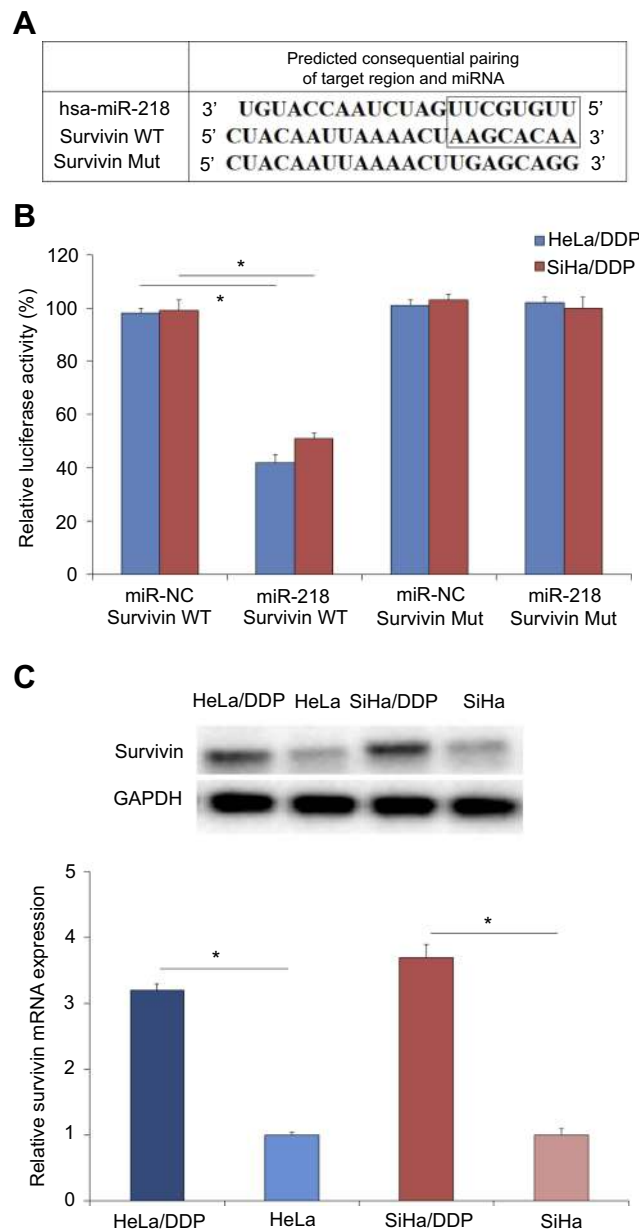 A
Predicted consequential pairing
of target region and miRNA
hsa-miR-218 3’ UGUACCAAUCUAGUUCGUGUU 5’
Survivin WT 5’ CUACAAUUAAAACUAAGCACAA 3’
Survivin Mut 5’ CUACAAUUAAAACUUGAGCAGG 3’
B
HeLa/DDP
SiHa/DDP
Relative luciferase activity (%)
120
100
80
60
40
20
0
*
*
miR-NC miR-218 miR-NC miR-218
Survivin WT Survivin WT Survivin Mut Survivin Mut
C
HeLa/DDP HeLa SiHa/DDP SiHa
Survivin
GAPDH
Relative survivin mRNA expression
5
4
3
2
1
0
*
*
HeLa/DDP HeLa SiHa/DDP SiHa